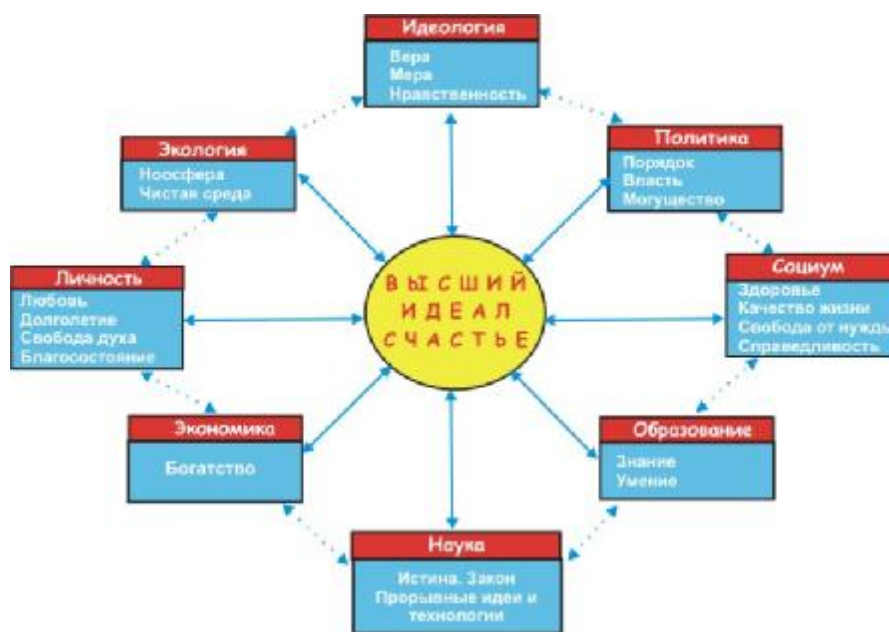 Идеология
Вера
Мера
Нравственность
Экология
Ноосфера
Чистая среда
Политика
Порядок
Власть
Могущество
Личность
Любовь
Долголетие
Свобода духа
Благосостояние
ВЫСШИЙ
ИДЕАЛ
СЧАСТЬЕ
Социум
Здоровье
Качество жизни
Свобода от нужды
Справедливость
Экономика
Богатство
Образование
Знание
Умение
Наука
Истина. Закон
Прорывные идеи и
технологии